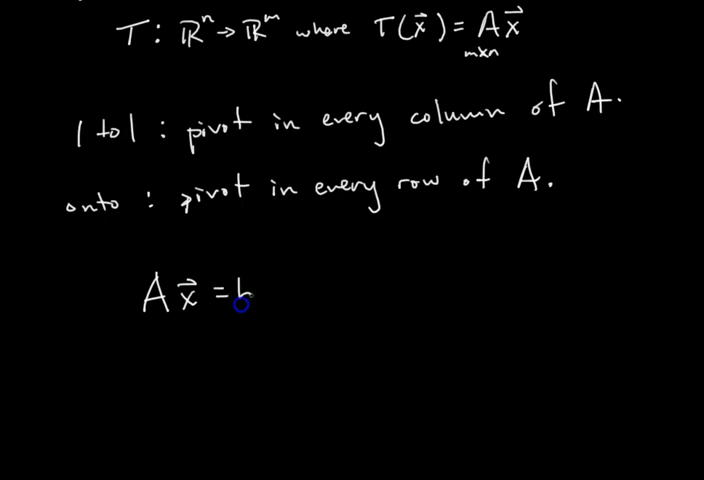 T : ℝⁿ → ℝᵐ where T(x⃗) = A x⃗
m×n
1 to 1 : pivot in every column of A.
onto : pivot in every row of A.
A x⃗ =